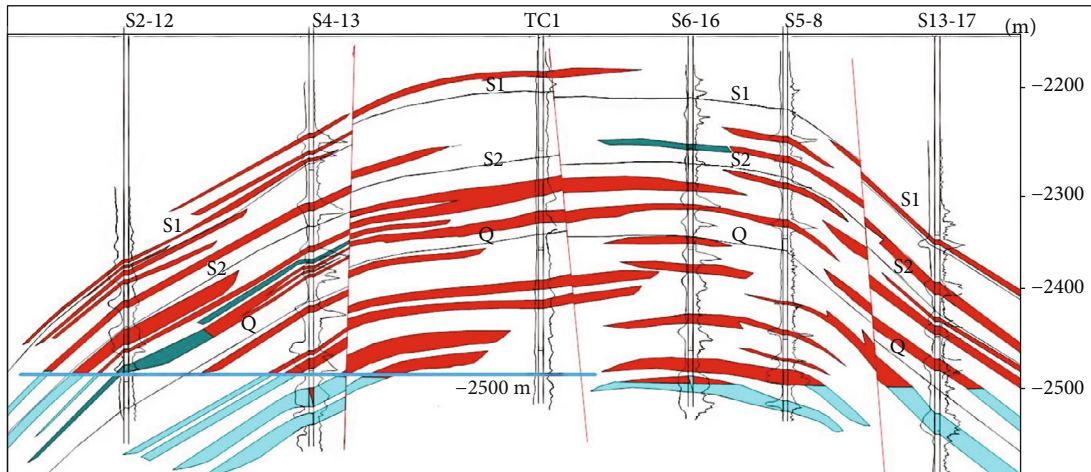 S2-12 S4-13 TC1 S6-16 S5-8 S13-17
(m)
−2200
S1 S1
S2 S2
−2300
S1 S1
Q Q
S2 S2
−2400
Q Q
−2500 m −2500